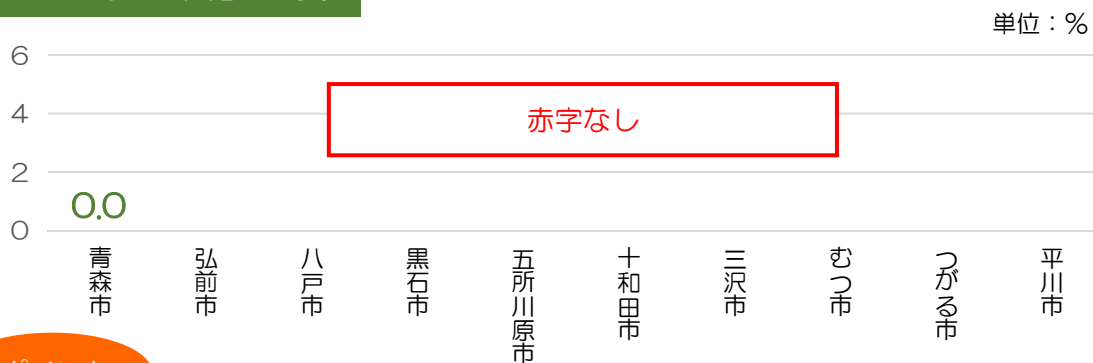 単位：％
6
4
赤字なし
2
0.0
0
青森市
弘前市
八戸市
黒石市
五所川原市
十和田市
三沢市
むつ市
つがる市
平川市